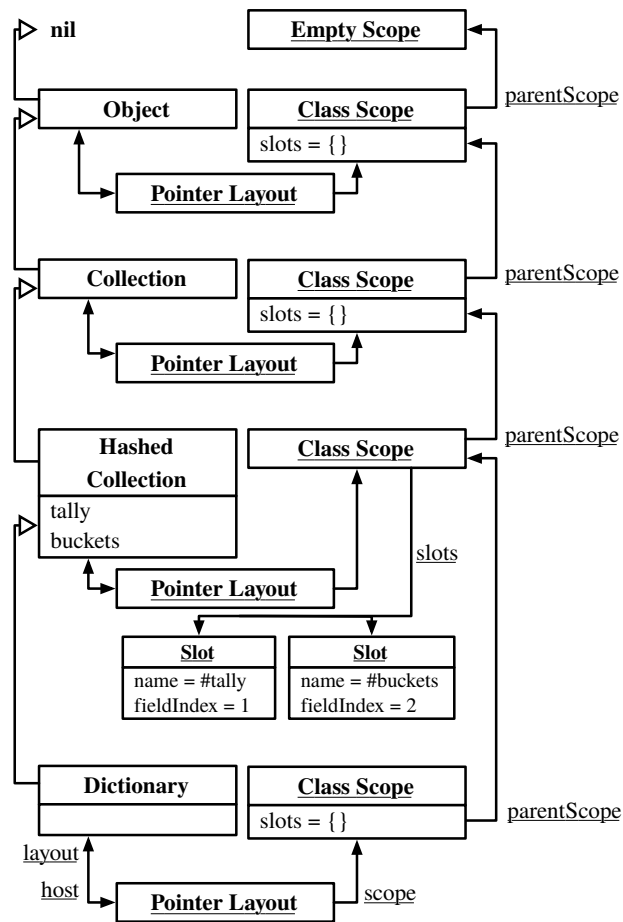 nil
Empty Scope
parentScope
Object
Class Scope
slots = {}
Pointer Layout
parentScope
Collection
Class Scope
slots = {}
Pointer Layout
parentScope
Hashed
Collection
Class Scope
tally
buckets
slots
Pointer Layout
Slot
name = #tally
fieldIndex = 1
Slot
name = #buckets
fieldIndex = 2
Dictionary
Class Scope
slots = {}
parentScope
layout
host
Pointer Layout
scope